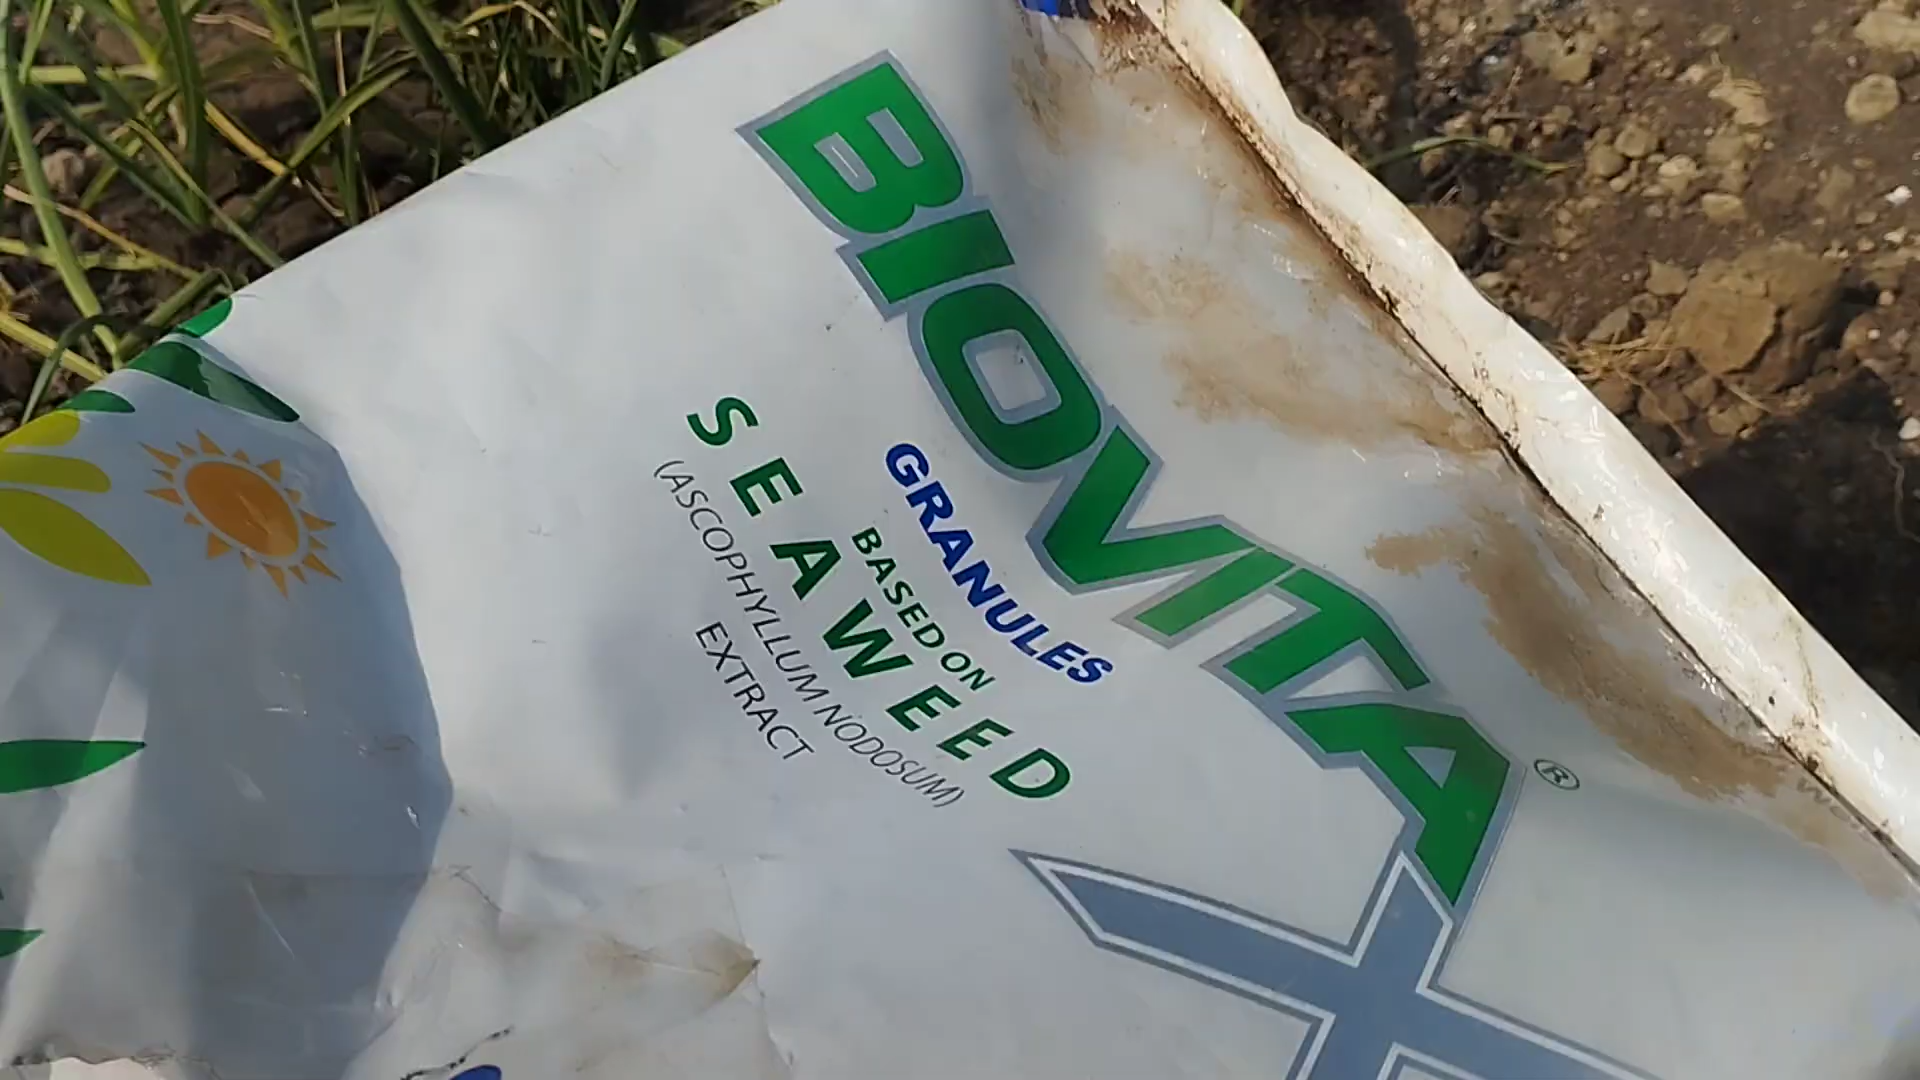 BIOVITA®
X
GRANULES
BASED ON
SEAWEED
(ASCOPHYLLUM NODOSUM)
EXTRACT